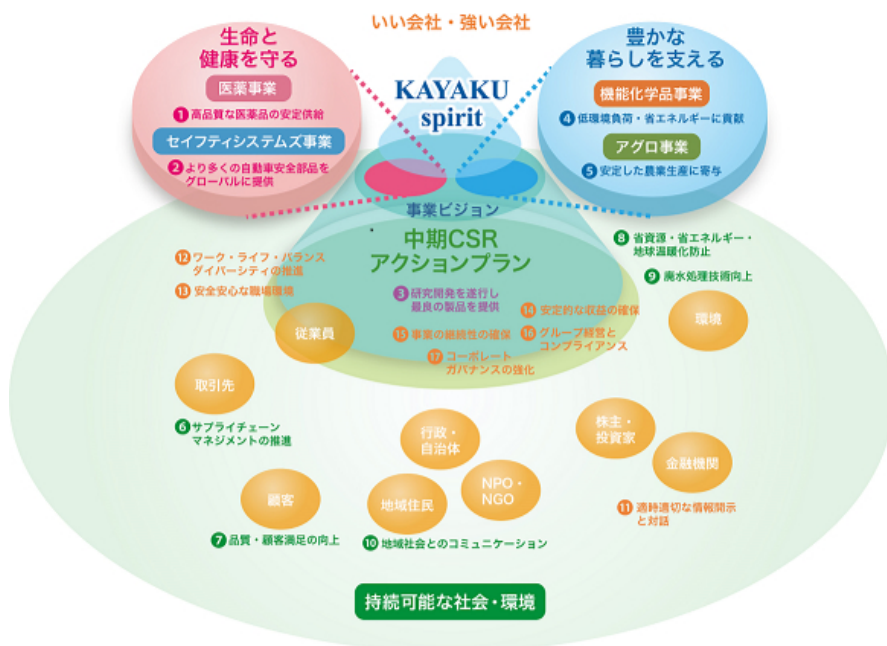 いい会社・強い会社
生命と
健康を守る
医薬事業
1 高品質な医薬品の安定供給
セイフティシステムズ事業
2 より多くの自動車安全部品を
グローバルに提供
KAYAKU
spirit
豊かな
暮らしを支える
機能化学品事業
4 低環境負荷・省エネルギーに貢献
アグロ事業
5 安定した農業生産に寄与
事業ビジョン
中期CSR
アクションプラン
3 研究開発を遂行し
最良の製品を提供
14 安定的な収益の確保
15 事業の継続性の確保
16 グループ経営と
コンプライアンス
17 コーポレート
ガバナンスの強化
12 ワーク・ライフ・バランス
ダイバーシティの推進
13 安全安心な職場環境
従業員
8 省資源・省エネルギー・
地球温暖化防止
9 廃水処理技術向上
環境
取引先
6 サプライチェーン
マネジメントの推進
顧客
7 品質・顧客満足の向上
行政・
自治体
地域住民
NPO・
NGO
10 地域社会とのコミュニケーション
株主・
投資家
金融機関
11 適時適切な情報開示
と対話
持続可能な社会・環境